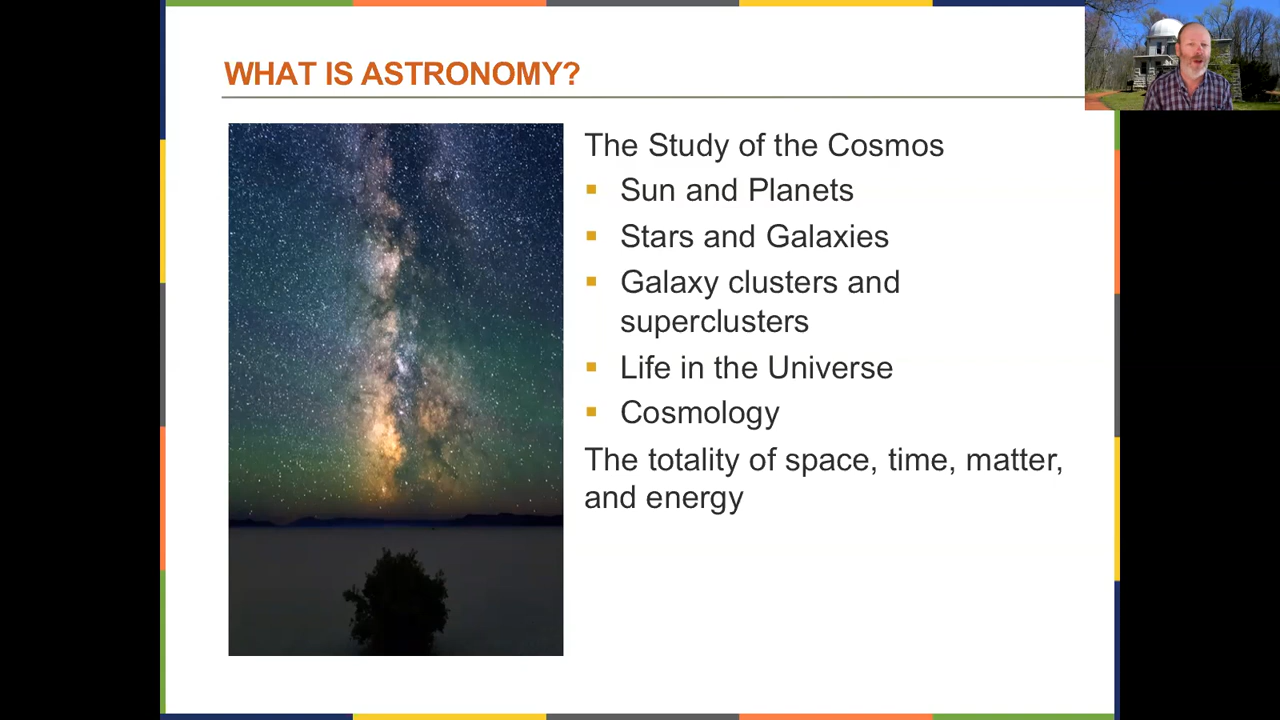 WHAT IS ASTRONOMY?
The Study of the Cosmos
Sun and Planets
Stars and Galaxies
Galaxy clusters and
superclusters
Life in the Universe
Cosmology
The totality of space, time, matter,
and energy